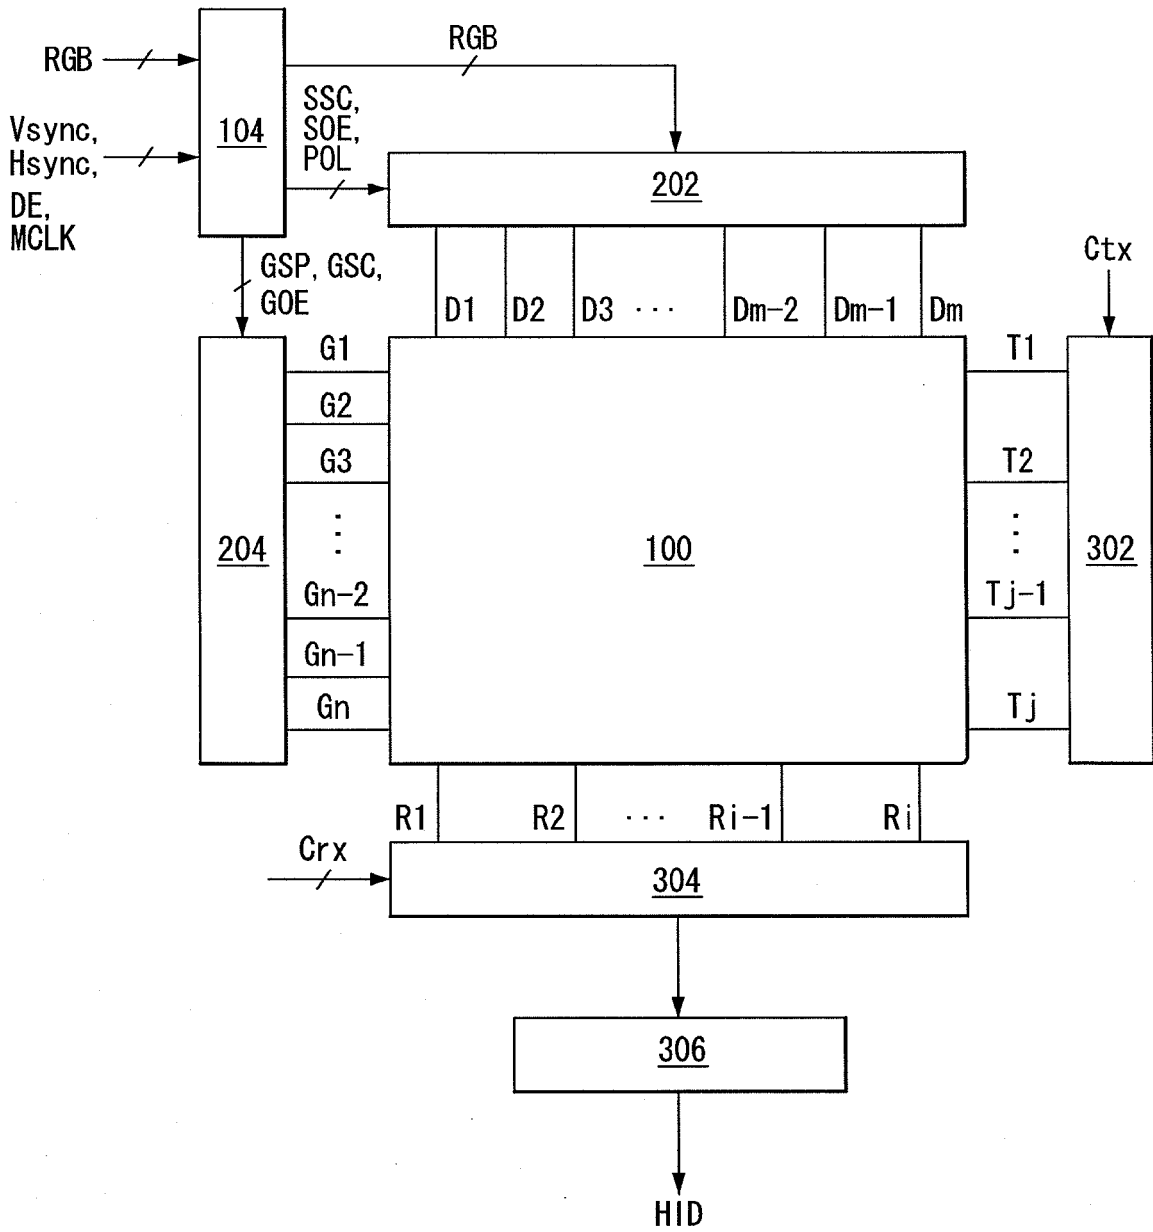 RGB
RGB
Vsync,
Hsync,
DE,
MCLK
104
SSC,
SOE,
POL
202
GSP, GSC,
GOE
D1 D2 D3 ··· Dm-2 Dm-1 Dm
Ctx
G1
G2
G3
⋮
Gn-2
Gn-1
Gn
204
100
T1
T2
⋮
Tj-1
Tj
302
R1 R2 ··· Ri-1 Ri
Crx
304
306
HID